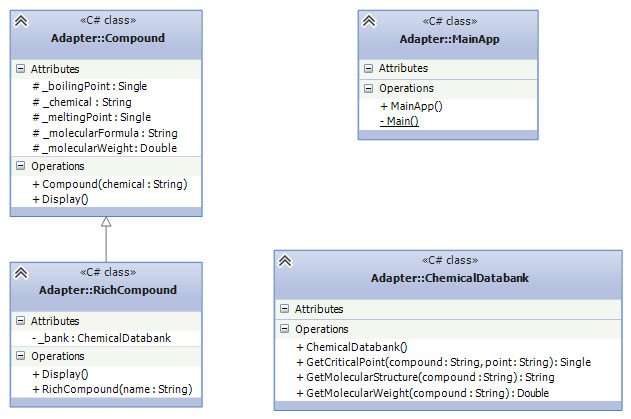 «C# class»
Adapter::Compound
Attributes
# _boilingPoint : Single
# _chemical : String
# _meltingPoint : Single
# _molecularFormula : String
# _molecularWeight : Double
Operations
+ Compound(chemical : String)
+ Display()
«C# class»
Adapter::MainApp
Attributes
Operations
+ MainApp()
- Main()
«C# class»
Adapter::RichCompound
Attributes
- _bank : ChemicalDatabank
Operations
+ Display()
+ RichCompound(name : String)
«C# class»
Adapter::ChemicalDatabank
Attributes
Operations
+ ChemicalDatabank()
+ GetCriticalPoint(compound : String, point : String) : Single
+ GetMolecularStructure(compound : String) : String
+ GetMolecularWeight(compound : String) : Double